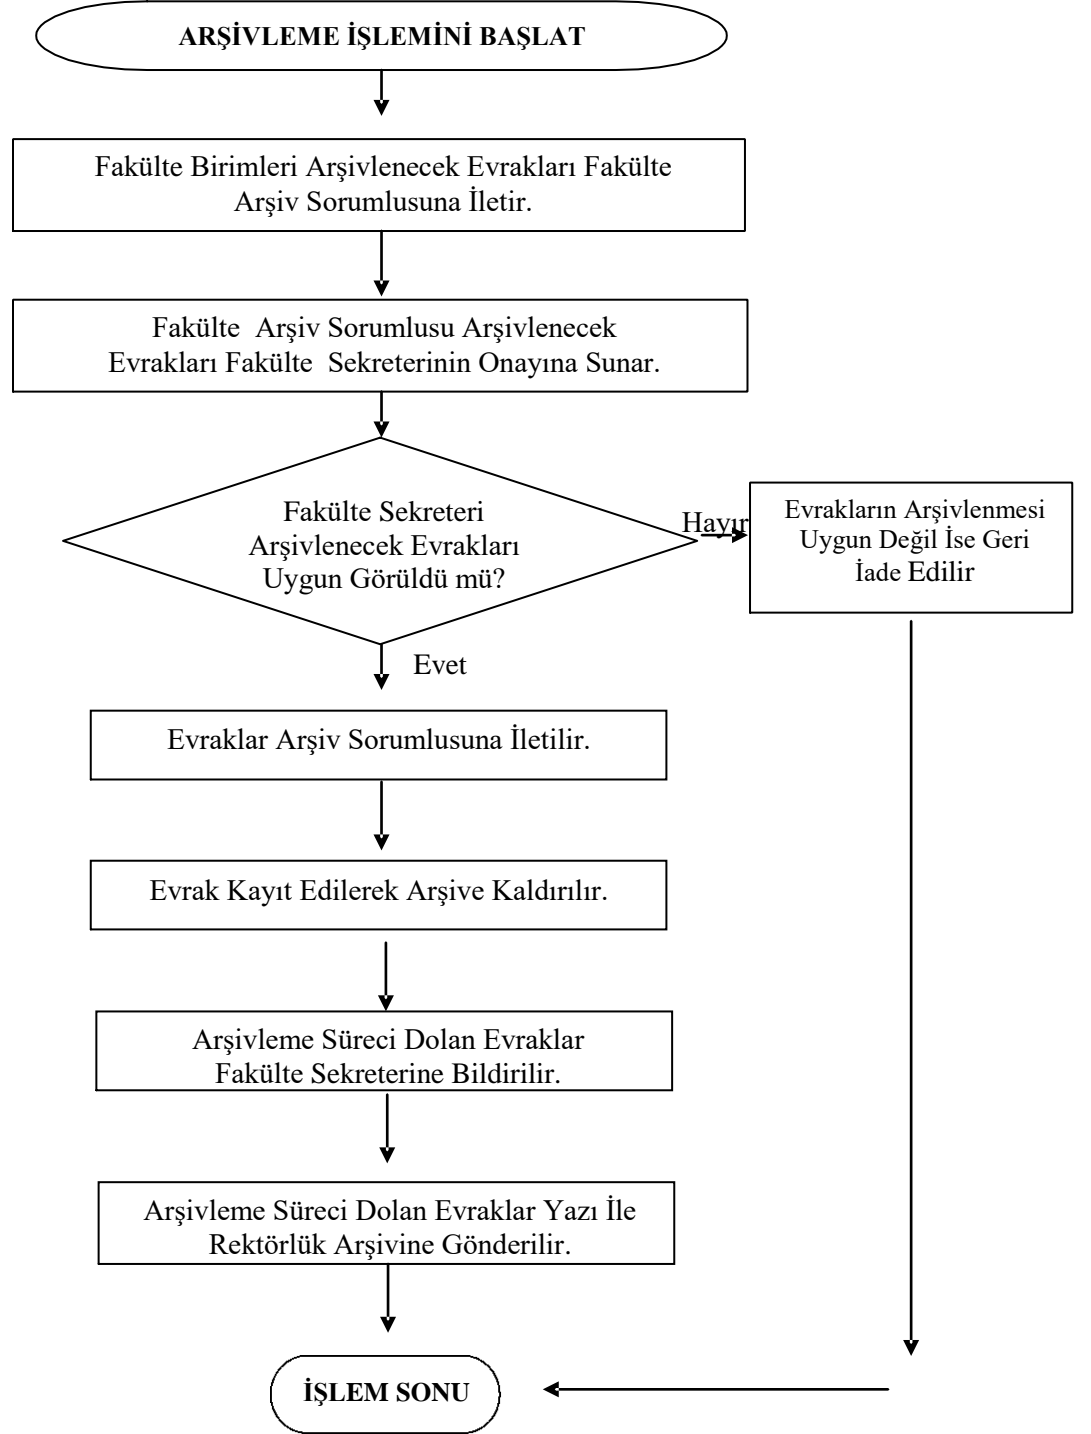 ARŞİVLEME İŞLEMİNİ BAŞLAT
Fakülte Birimleri Arşivlenecek Evrakları Fakülte
Arşiv Sorumlusuna İletir.
Fakülte Arşiv Sorumlusu Arşivlenecek
Evrakları Fakülte Sekreterinin Onayına Sunar.
Fakülte Sekreteri
Arşivlenecek Evrakları
Uygun Görüldü mü?
Hayır
Evrakların Arşivlenmesi
Uygun Değil İse Geri
İade Edilir
Evet
Evraklar Arşiv Sorumlusuna İletilir.
Evrak Kayıt Edilerek Arşive Kaldırılır.
Arşivleme Süreci Dolan Evraklar
Fakülte Sekreterine Bildirilir.
Arşivleme Süreci Dolan Evraklar Yazı İle
Rektörlük Arşivine Gönderilir.
İŞLEM SONU